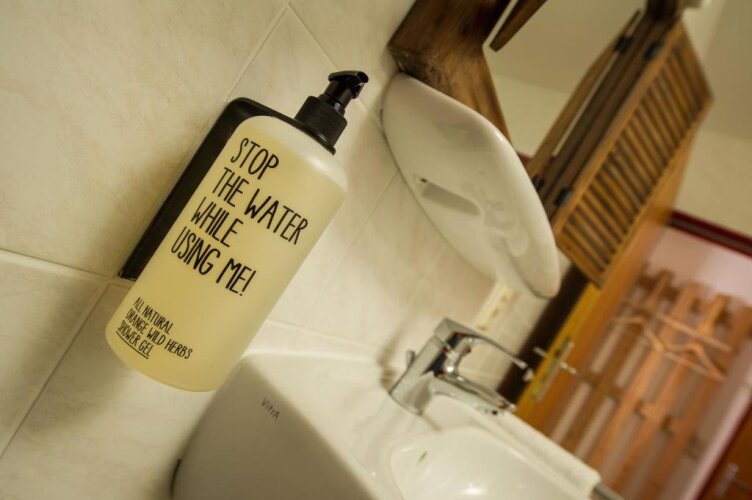 STOP
THE WATER
WHILE
USING ME!
ALL NATURAL
ORANGE WILD HERBS
SHOWER GEL